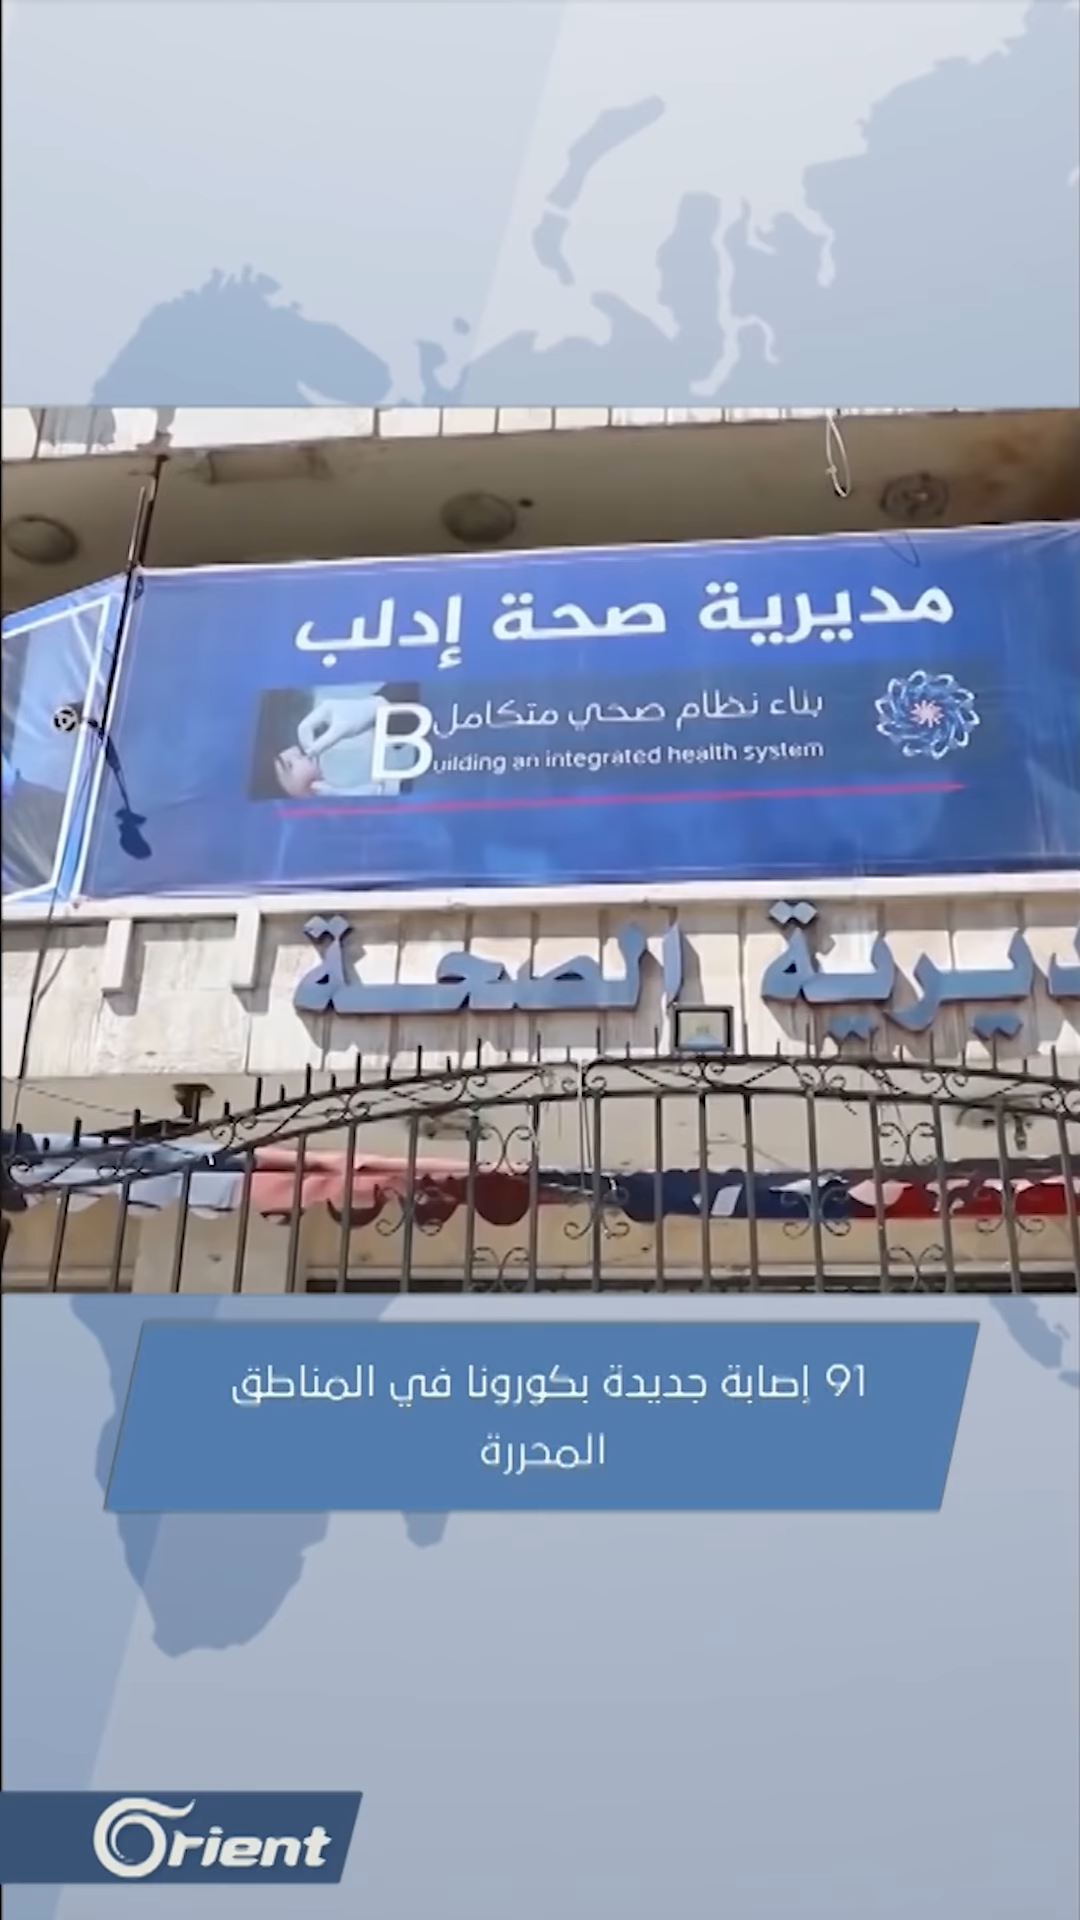 مديرية صحة إدلب
بناء نظام صحي متكامل
Building an integrated health system
الصحة
91 إصابة جديدة بكورونا في المناطق
المحررة
Orient